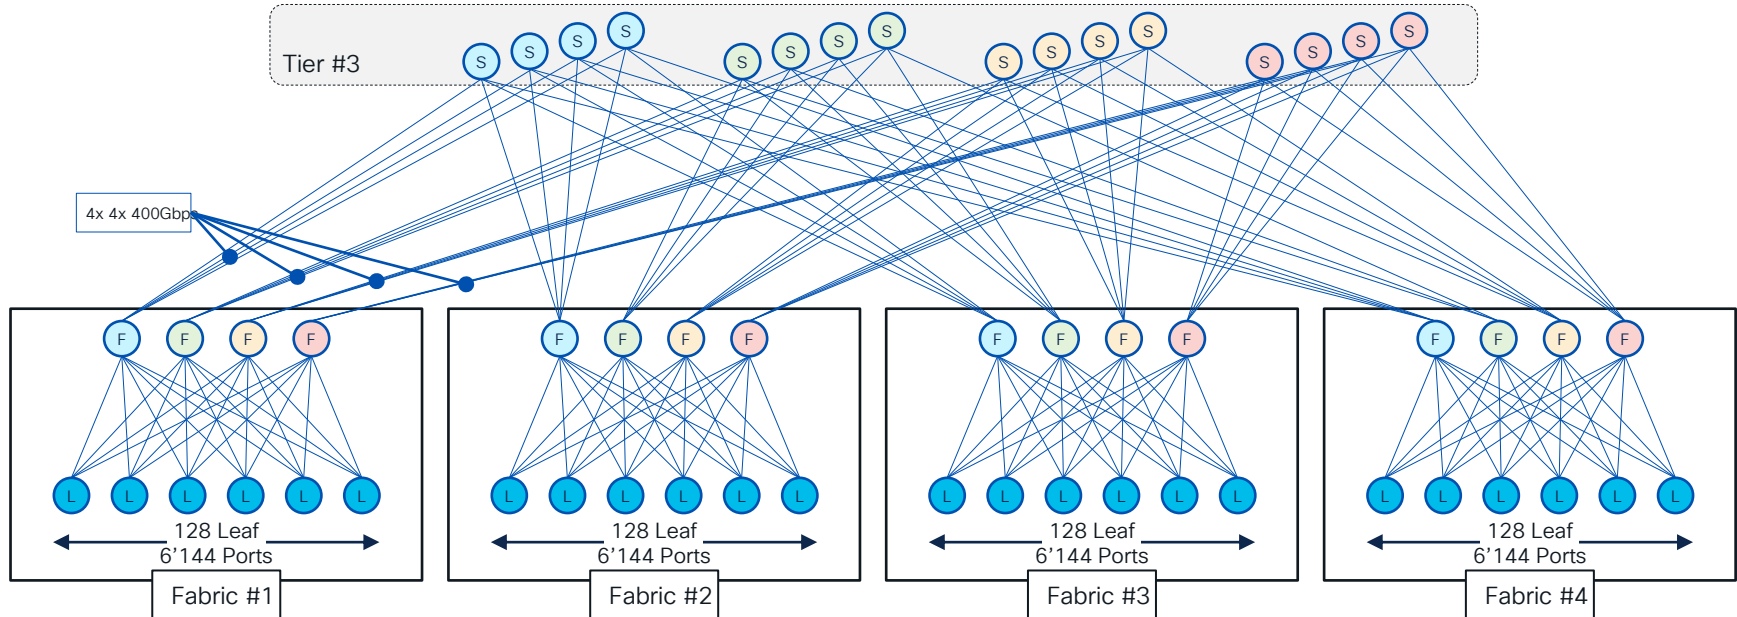 S S S S S S S S S S S S S S S S
Tier #3
4x 4x 400Gbps
F F F F F F F F F F F F F F F F
L L L L L L L L L L L L L L L L L L L L L L L L
128 Leaf 128 Leaf 128 Leaf 128 Leaf
6’144 Ports 6’144 Ports 6’144 Ports 6’144 Ports
Fabric #1 Fabric #2 Fabric #3 Fabric #4